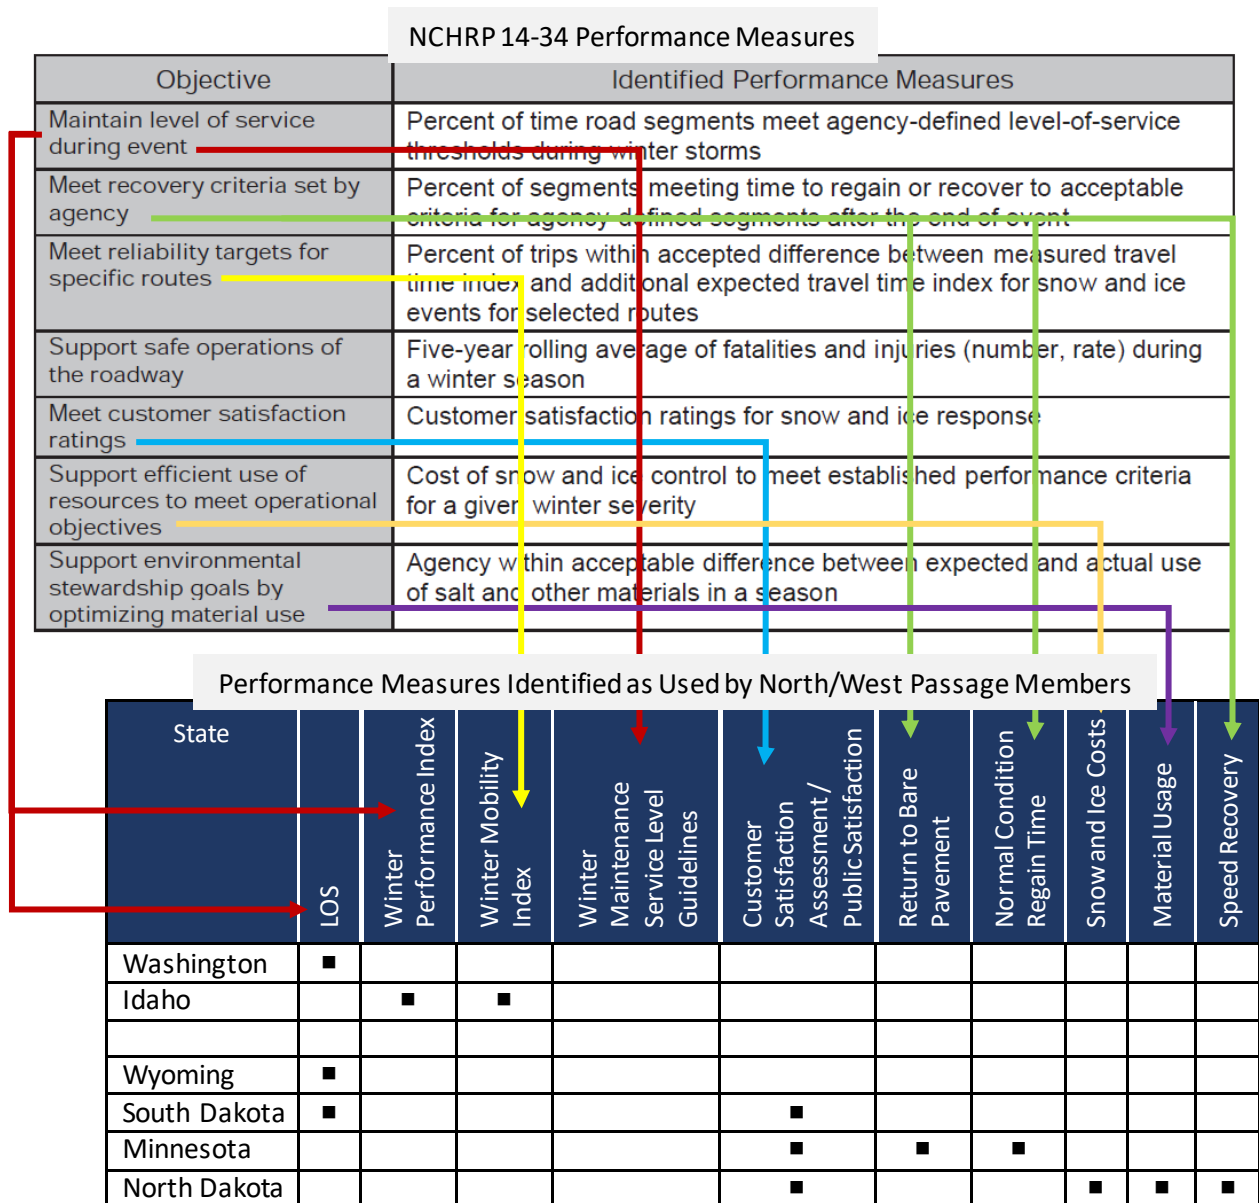 NCHRP 14-34 Performance Measures
Objective
Identified Performance Measures
Maintain level of service
during event
Percent of time road segments meet agency-defined level-of-service
thresholds during winter storms
Meet recovery criteria set by
agency
Percent of segments meeting time to regain or recover to acceptable
criteria for agency-defined segments after the end of event
Meet reliability targets for
specific routes
Percent of trips within accepted difference between measured travel
time index and additional expected travel time index for snow and ice
events for selected routes
Support safe operations of
the roadway
Five-year rolling average of fatalities and injuries (number, rate) during
a winter season
Meet customer satisfaction
ratings
Customer satisfaction ratings for snow and ice response
Support efficient use of
resources to meet operational
objectives
Cost of snow and ice control to meet established performance criteria
for a given winter severity
Support environmental
stewardship goals by
optimizing material use
Agency within acceptable difference between expected and actual use
of salt and other materials in a season
Performance Measures Identified as Used by North/West Passage Members
State
LOS
Winter
Performance Index
Winter Mobility
Index
Winter
Maintenance
Service Level
Guidelines
Customer
Satisfaction
Assessment /
Public Satisfaction
Return to Bare
Pavement
Normal Condition
Regain Time
Snow and Ice Costs
Material Usage
Speed Recovery
Washington ■
Idaho ■ ■
Wyoming ■
South Dakota ■ ■
Minnesota ■ ■ ■
North Dakota ■ ■ ■ ■